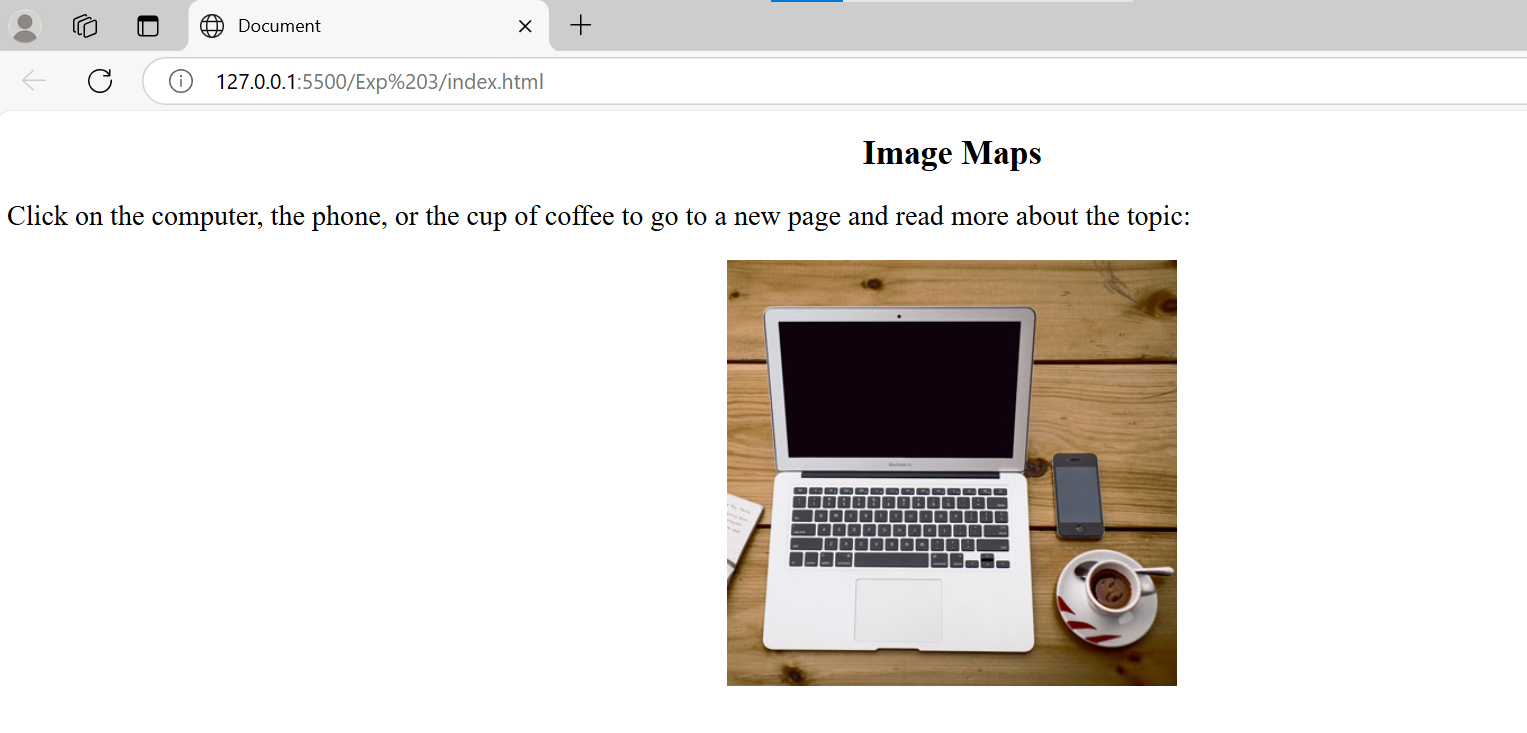 Document
127.0.0.1:5500/Exp%203/index.html
Image Maps
Click on the computer, the phone, or the cup of coffee to go to a new page and read more about the topic: